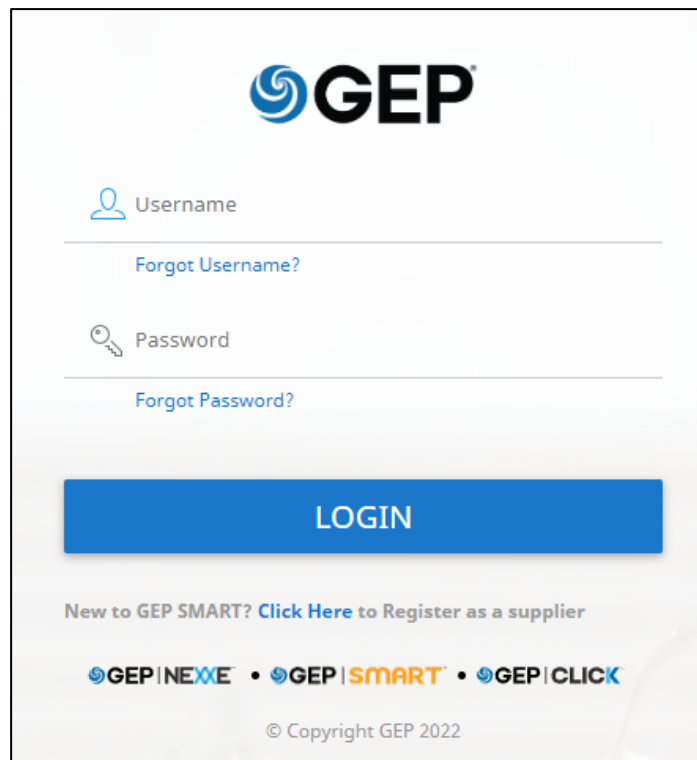 GEP
Username
Forgot Username?
Password
Forgot Password?
LOGIN
New to GEP SMART? Click Here to Register as a supplier
GEP | NEXXE • GEP | SMART • GEP | CLICK
© Copyright GEP 2022